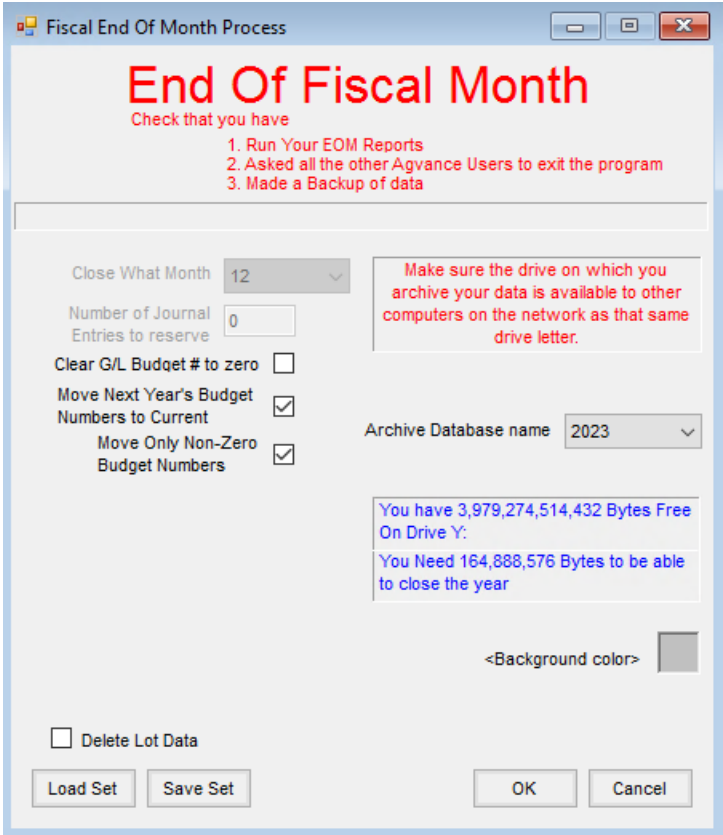 Fiscal End Of Month Process
End Of Fiscal Month
Check that you have
1. Run Your EOM Reports
2. Asked all the other Agvance Users to exit the program
3. Made a Backup of data
Close What Month
12
Number of Journal
Entries to reserve
0
Make sure the drive on which you
archive your data is available to other
computers on the network as that same
drive letter.
Clear G/L Budget # to zero
Move Next Year's Budget
Numbers to Current
Move Only Non-Zero
Budget Numbers
Archive Database name
2023
You have 3,979,274,514,432 Bytes Free
On Drive Y:
You Need 164,888,576 Bytes to be able
to close the year
<Background color>
Delete Lot Data
Load Set
Save Set
OK
Cancel